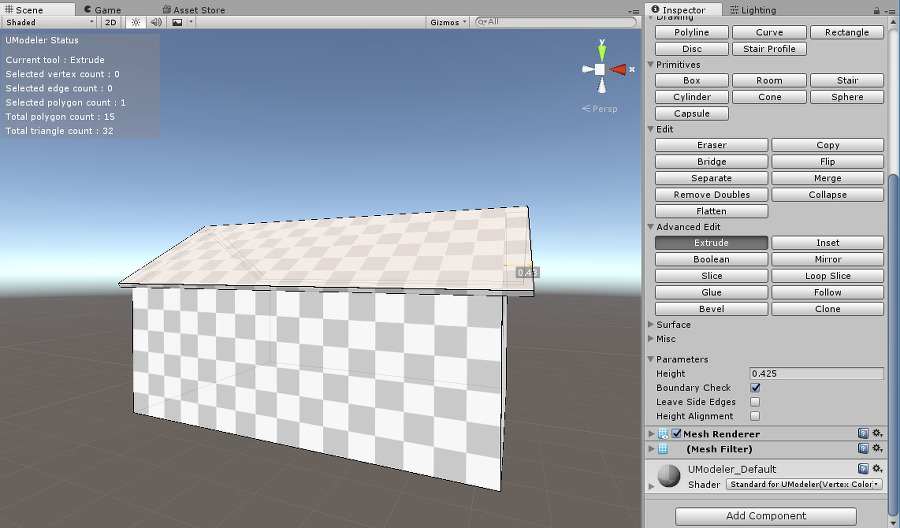 Scene Game Asset Store Inspector Lighting
Shaded 2D Gizmos All
UModeler Status
Current tool : Extrude
Selected vertex count : 0
Selected edge count : 0
Selected polygon count : 1
Total polygon count : 15
Total triangle count : 32
y
x
Persp
0.43
Drawing
Polyline Curve Rectangle
Disc Stair Profile
Primitives
Box Room Stair
Cylinder Cone Sphere
Capsule
Edit
Eraser Copy
Bridge Flip
Separate Merge
Remove Doubles Collapse
Flatten
Advanced Edit
Extrude Inset
Boolean Mirror
Slice Loop Slice
Glue Follow
Bevel Clone
Surface
Misc
Parameters
Height 0.425
Boundary Check
Leave Side Edges
Height Alignment
Mesh Renderer
(Mesh Filter)
UModeler_Default
Shader Standard for UModeler(Vertex Color
Add Component